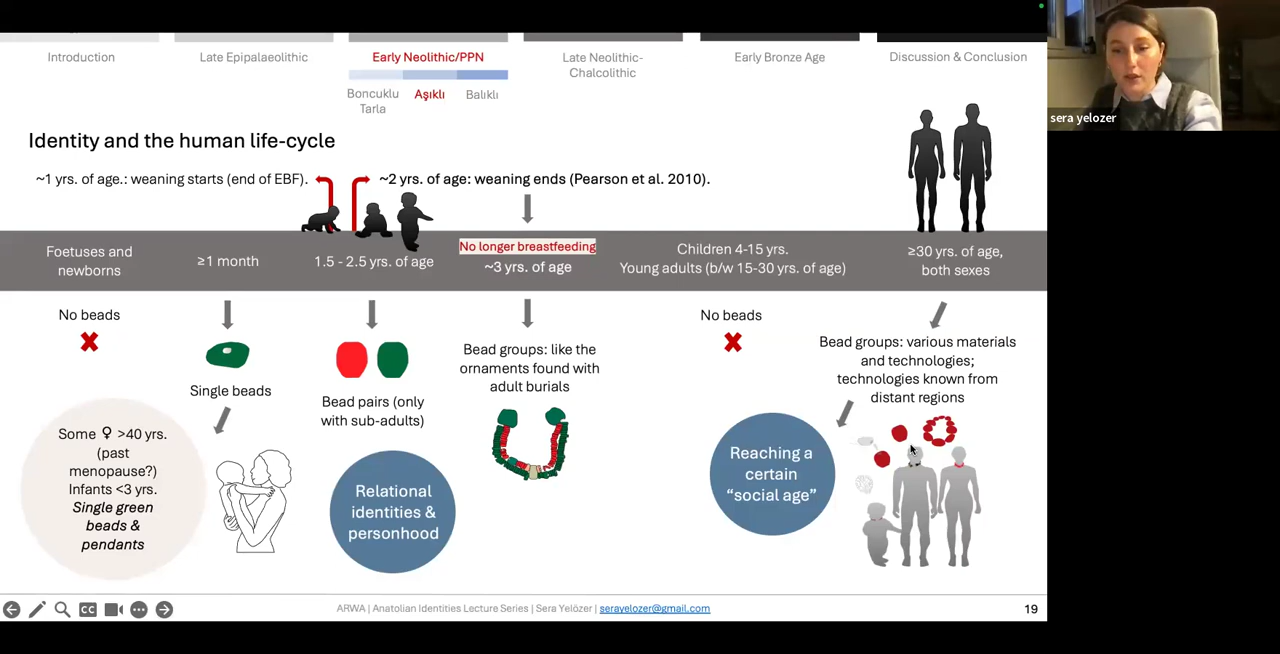 Introduction
Late Epipalaeolithic
Early Neolithic/PPN
Late Neolithic-
Chalcolithic
Early Bronze Age
Discussion & Conclusion
Boncuklu
Tarla
Aşıklı
Balıklı
sera yelozer
Identity and the human life-cycle
~1 yrs. of age.: weaning starts (end of EBF).
~2 yrs. of age: weaning ends (Pearson et al. 2010).
Foetuses and
newborns
≥1 month
1.5 - 2.5 yrs. of age
No longer breastfeeding
~3 yrs. of age
Children 4-15 yrs.
Young adults (b/w 15-30 yrs. of age)
≥30 yrs. of age,
both sexes
No beads
Single beads
Bead pairs (only
with sub-adults)
Bead groups: like the
ornaments found with
adult burials
No beads
Bead groups: various materials
and technologies;
technologies known from
distant regions
Some ♀ >40 yrs.
(past
menopause?)
Infants <3 yrs.
Single green
beads &
pendants
Relational
identities &
personhood
Reaching a
certain
“social age”
CC
ARWA | Anatolian Identities Lecture Series | Sera Yelözer | serayelozer@gmail.com
19